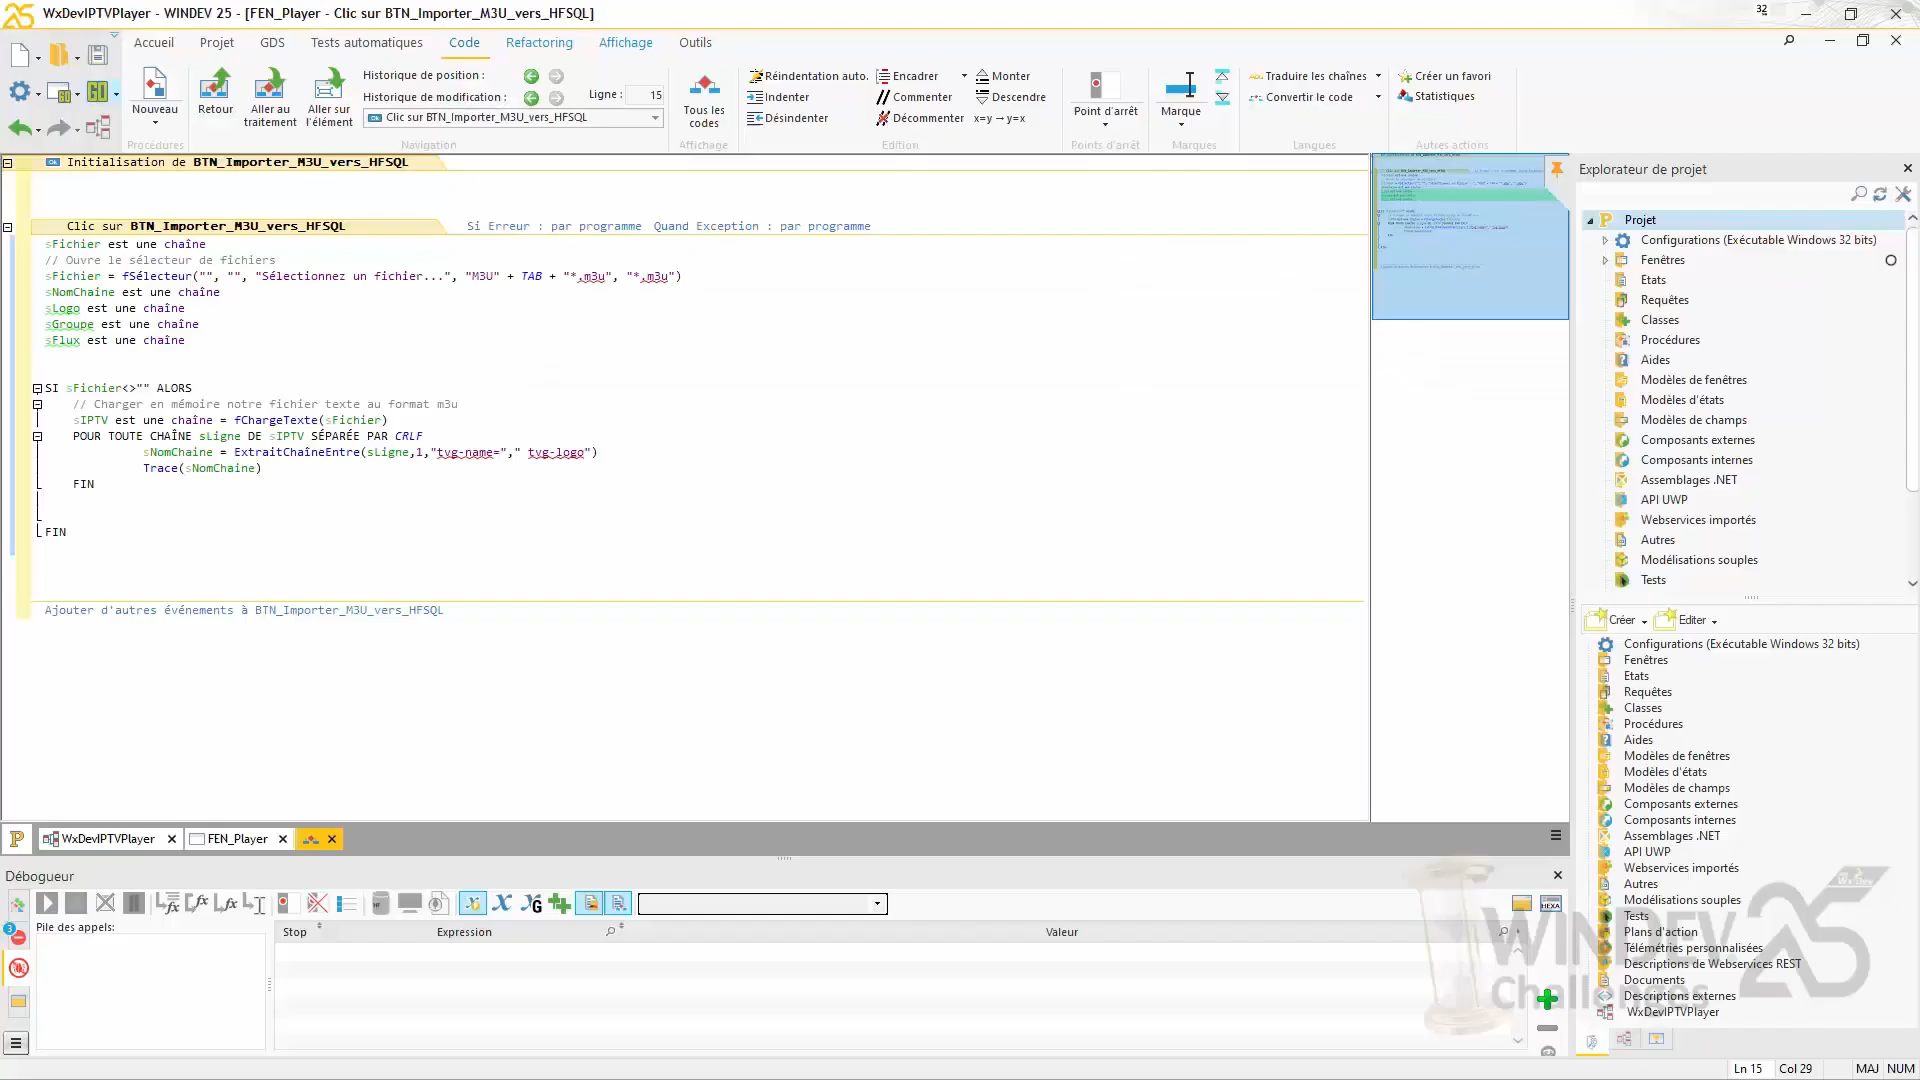 WxDevIPTVPlayer - WINDEV 25 - [FEN_Player - Clic sur BTN_Importer_M3U_vers_HFSQL]
32
Accueil Projet GDS Tests automatiques Code Refactoring Affichage Outils
Nouveau
Procédures
Retour
Aller au traitement
Aller sur l'élément
Historique de position :
Historique de modification :
Ligne : 15
Clic sur BTN_Importer_M3U_vers_HFSQL
Navigation
Tous les codes
Affichage
Réindentation auto.
Indenter
Désindenter
Encadrer
Commenter
Décommenter
Monter
Descendre
x=y → y=x
Edition
Point d'arrêt
Points d'arrêt
Marque
Marques
Traduire les chaînes
Convertir le code
Langues
Créer un favori
Statistiques
Autres actions
Initialisation de BTN_Importer_M3U_vers_HFSQL
Clic sur BTN_Importer_M3U_vers_HFSQL Si Erreur : par programme Quand Exception : par programme
sFichier est une chaîne
// Ouvre le sélecteur de fichiers
sFichier = fSélecteur("", "", "Sélectionnez un fichier...", "M3U" + TAB + "*.m3u", "*.m3u")
sNomChaine est une chaîne
sLogo est une chaîne
sGroupe est une chaîne
sFlux est une chaîne
SI sFichier<>"" ALORS
// Charger en mémoire notre fichier texte au format m3u
sIPTV est une chaîne = fChargeTexte(sFichier)
POUR TOUTE CHAÎNE sLigne DE sIPTV SÉPARÉE PAR CRLF
sNomChaine = ExtraitChaîneEntre(sLigne,1,"tvg-name="," tvg-logo")
Trace(sNomChaine)
FIN
FIN
Ajouter d'autres événements à BTN_Importer_M3U_vers_HFSQL
Explorateur de projet
Projet
Configurations (Exécutable Windows 32 bits)
Fenêtres
Etats
Requêtes
Classes
Procédures
Aides
Modèles de fenêtres
Modèles d'états
Modèles de champs
Composants externes
Composants internes
Assemblages .NET
API UWP
Webservices importés
Autres
Modélisations souples
Tests
Créer Editer
Configurations (Exécutable Windows 32 bits)
Fenêtres
Etats
Requêtes
Classes
Procédures
Aides
Modèles de fenêtres
Modèles d'états
Modèles de champs
Composants externes
Composants internes
Assemblages .NET
API UWP
Webservices importés
Autres
Modélisations souples
Tests
Plans d'action
Télémétries personnalisées
Descriptions de Webservices REST
Documents
Descriptions externes
WxDevIPTVPlayer
WxDevIPTVPlayer FEN_Player
Débogueur
3
Pile des appels:
Stop Expression Valeur
HEXA
WINDEV 25
Challenges
Ln 15 Col 29 MAJ NUM